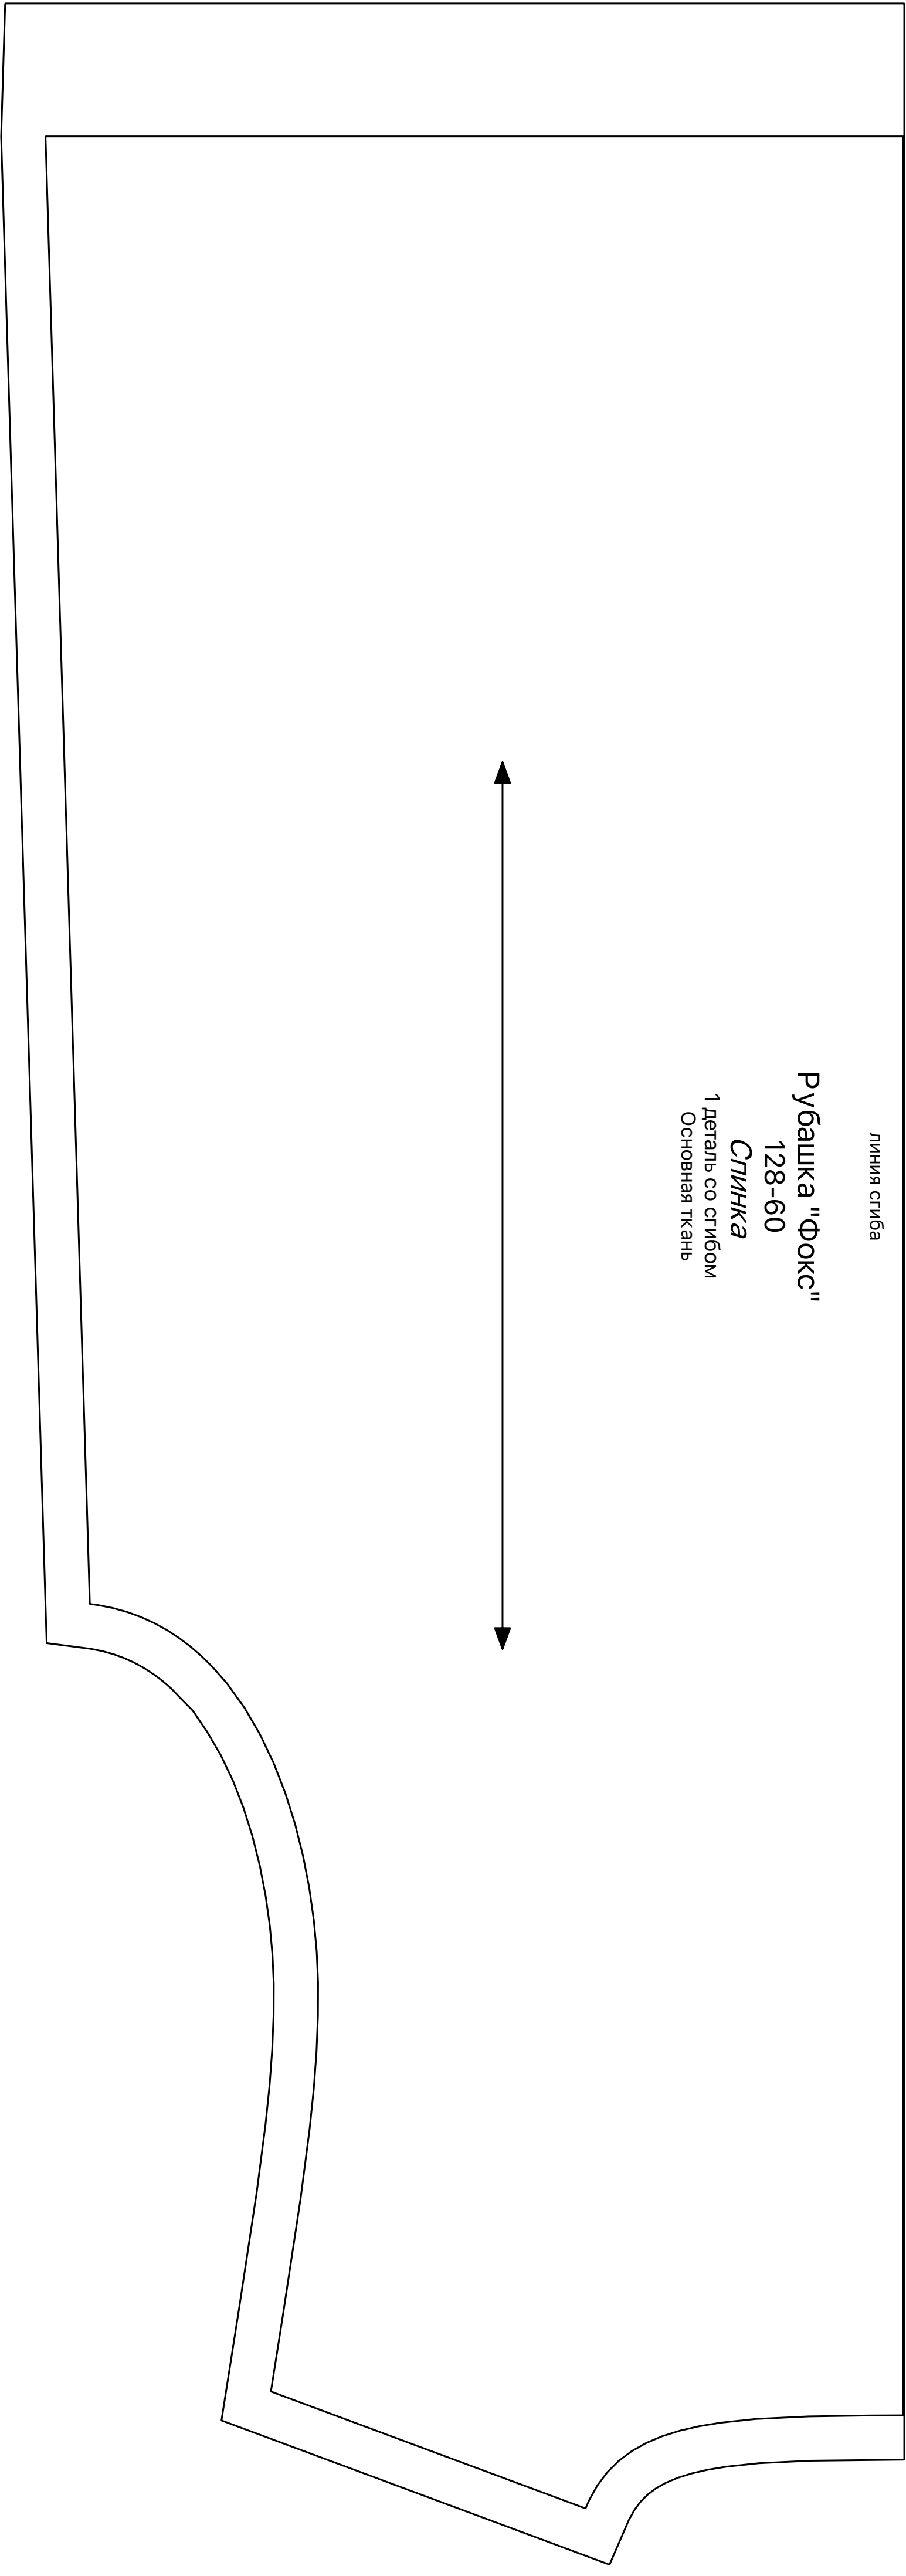 линия сгиба
Рубашка "Фокс"
128-60
Спинка
1 деталь со сгибом
Основная ткань